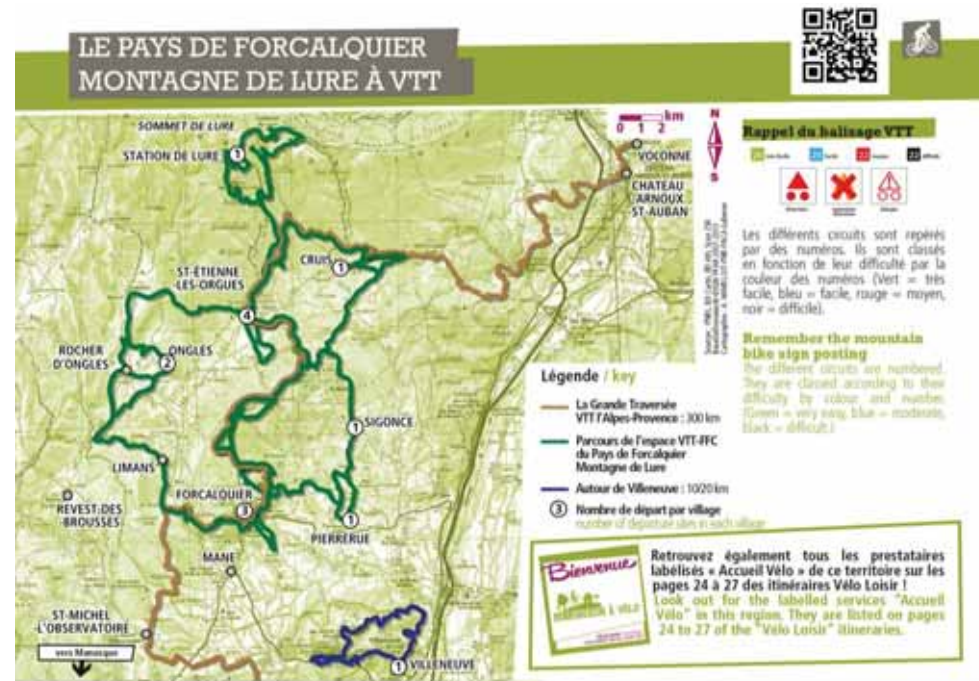 LE PAYS DE FORCALQUIER
MONTAGNE DE LURE À VTT
SOMMET DE LURE
STATION DE LURE
1
km
0 1 2
N
S
VOLONNE
CHATEAU
ARNOUX
ST-AUBAN
CRUIS
1
ST-ÉTIENNE
LES-ORGUES
4
ROCHER
D'ONGLES
ONGLES
2
SIGONCE
1
LIMANS
FORCALQUIER
3
REVEST-DES
BROUSSES
PIERRERUE
1
MANE
ST-MICHEL
L'OBSERVATOIRE
vers Manosque
VILLENEUVE
1
Rappel du balisage VTT
Les différents circuits sont repérés
par des numéros. Ils sont classés
en fonction de leur difficulté par la
couleur des numéros (Vert = très
facile, bleu = facile, rouge = moyen,
noir = difficile).
Remember the mountain
bike sign posting
The different circuits are numbered.
They are classed according to their
difficulty by colour and number.
(Green = very easy, blue = moderate,
black = difficult.)
Légende / key
La Grande Traversée
VTT l'Alpes-Provence : 300 km
Parcours de l'espace VTT-FFC
du Pays de Forcalquier
Montagne de Lure
Autour de Villeneuve : 10/20 km
3 Nombre de départ par village
number of departure sites in each village
Bienvenue
à vélo
Retrouvez également tous les prestataires
labélisés « Accueil Vélo » de ce territoire sur les
pages 24 à 27 des itinéraires Vélo Loisir !
Look out for the labelled services "Accueil
Vélo" in this region. They are listed on pages
24 to 27 of the "Vélo Loisir" itineraries.